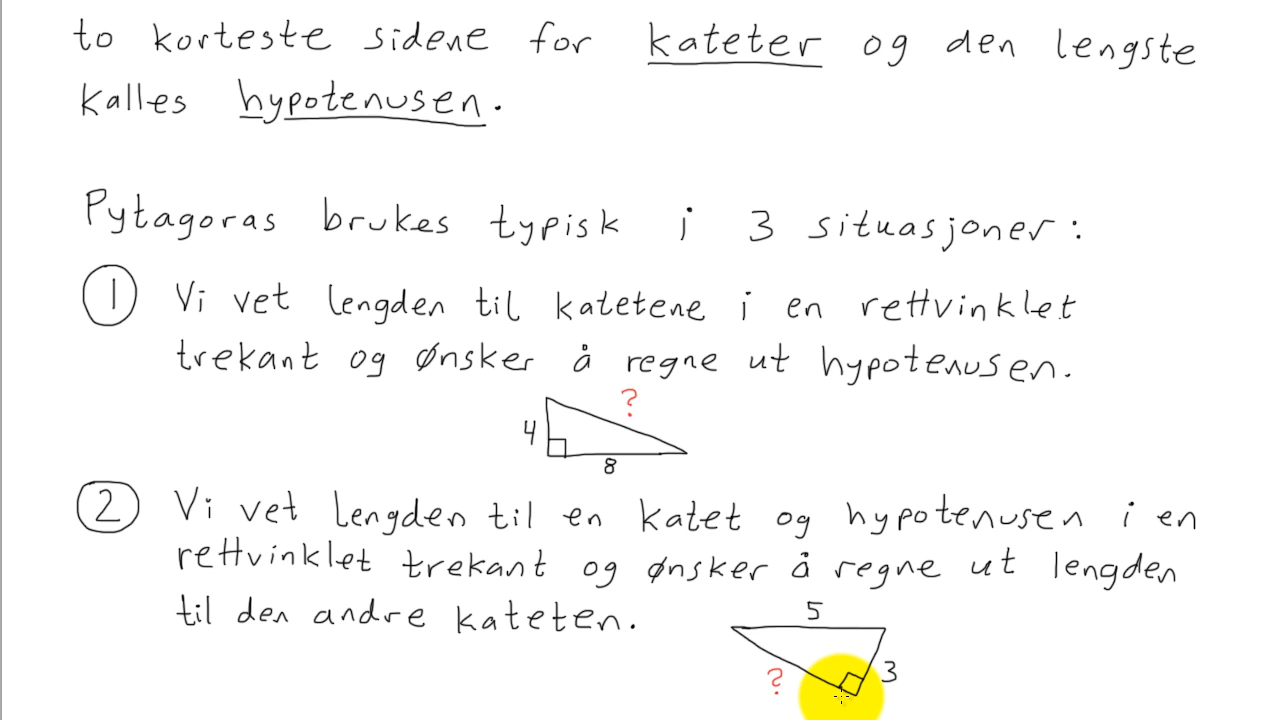 to korteste sidene for kateter og den lengste
kalles hypotenusen.
Pytagoras brukes typisk i 3 situasjoner:
1 Vi vet lengden til katetene i en rettvinklet
trekant og ønsker å regne ut hypotenusen.
?
4
8
2 Vi vet lengden til en katet og hypotenusen i en
rettvinklet trekant og ønsker å regne ut lengden
til den andre kateten.
5
? 3